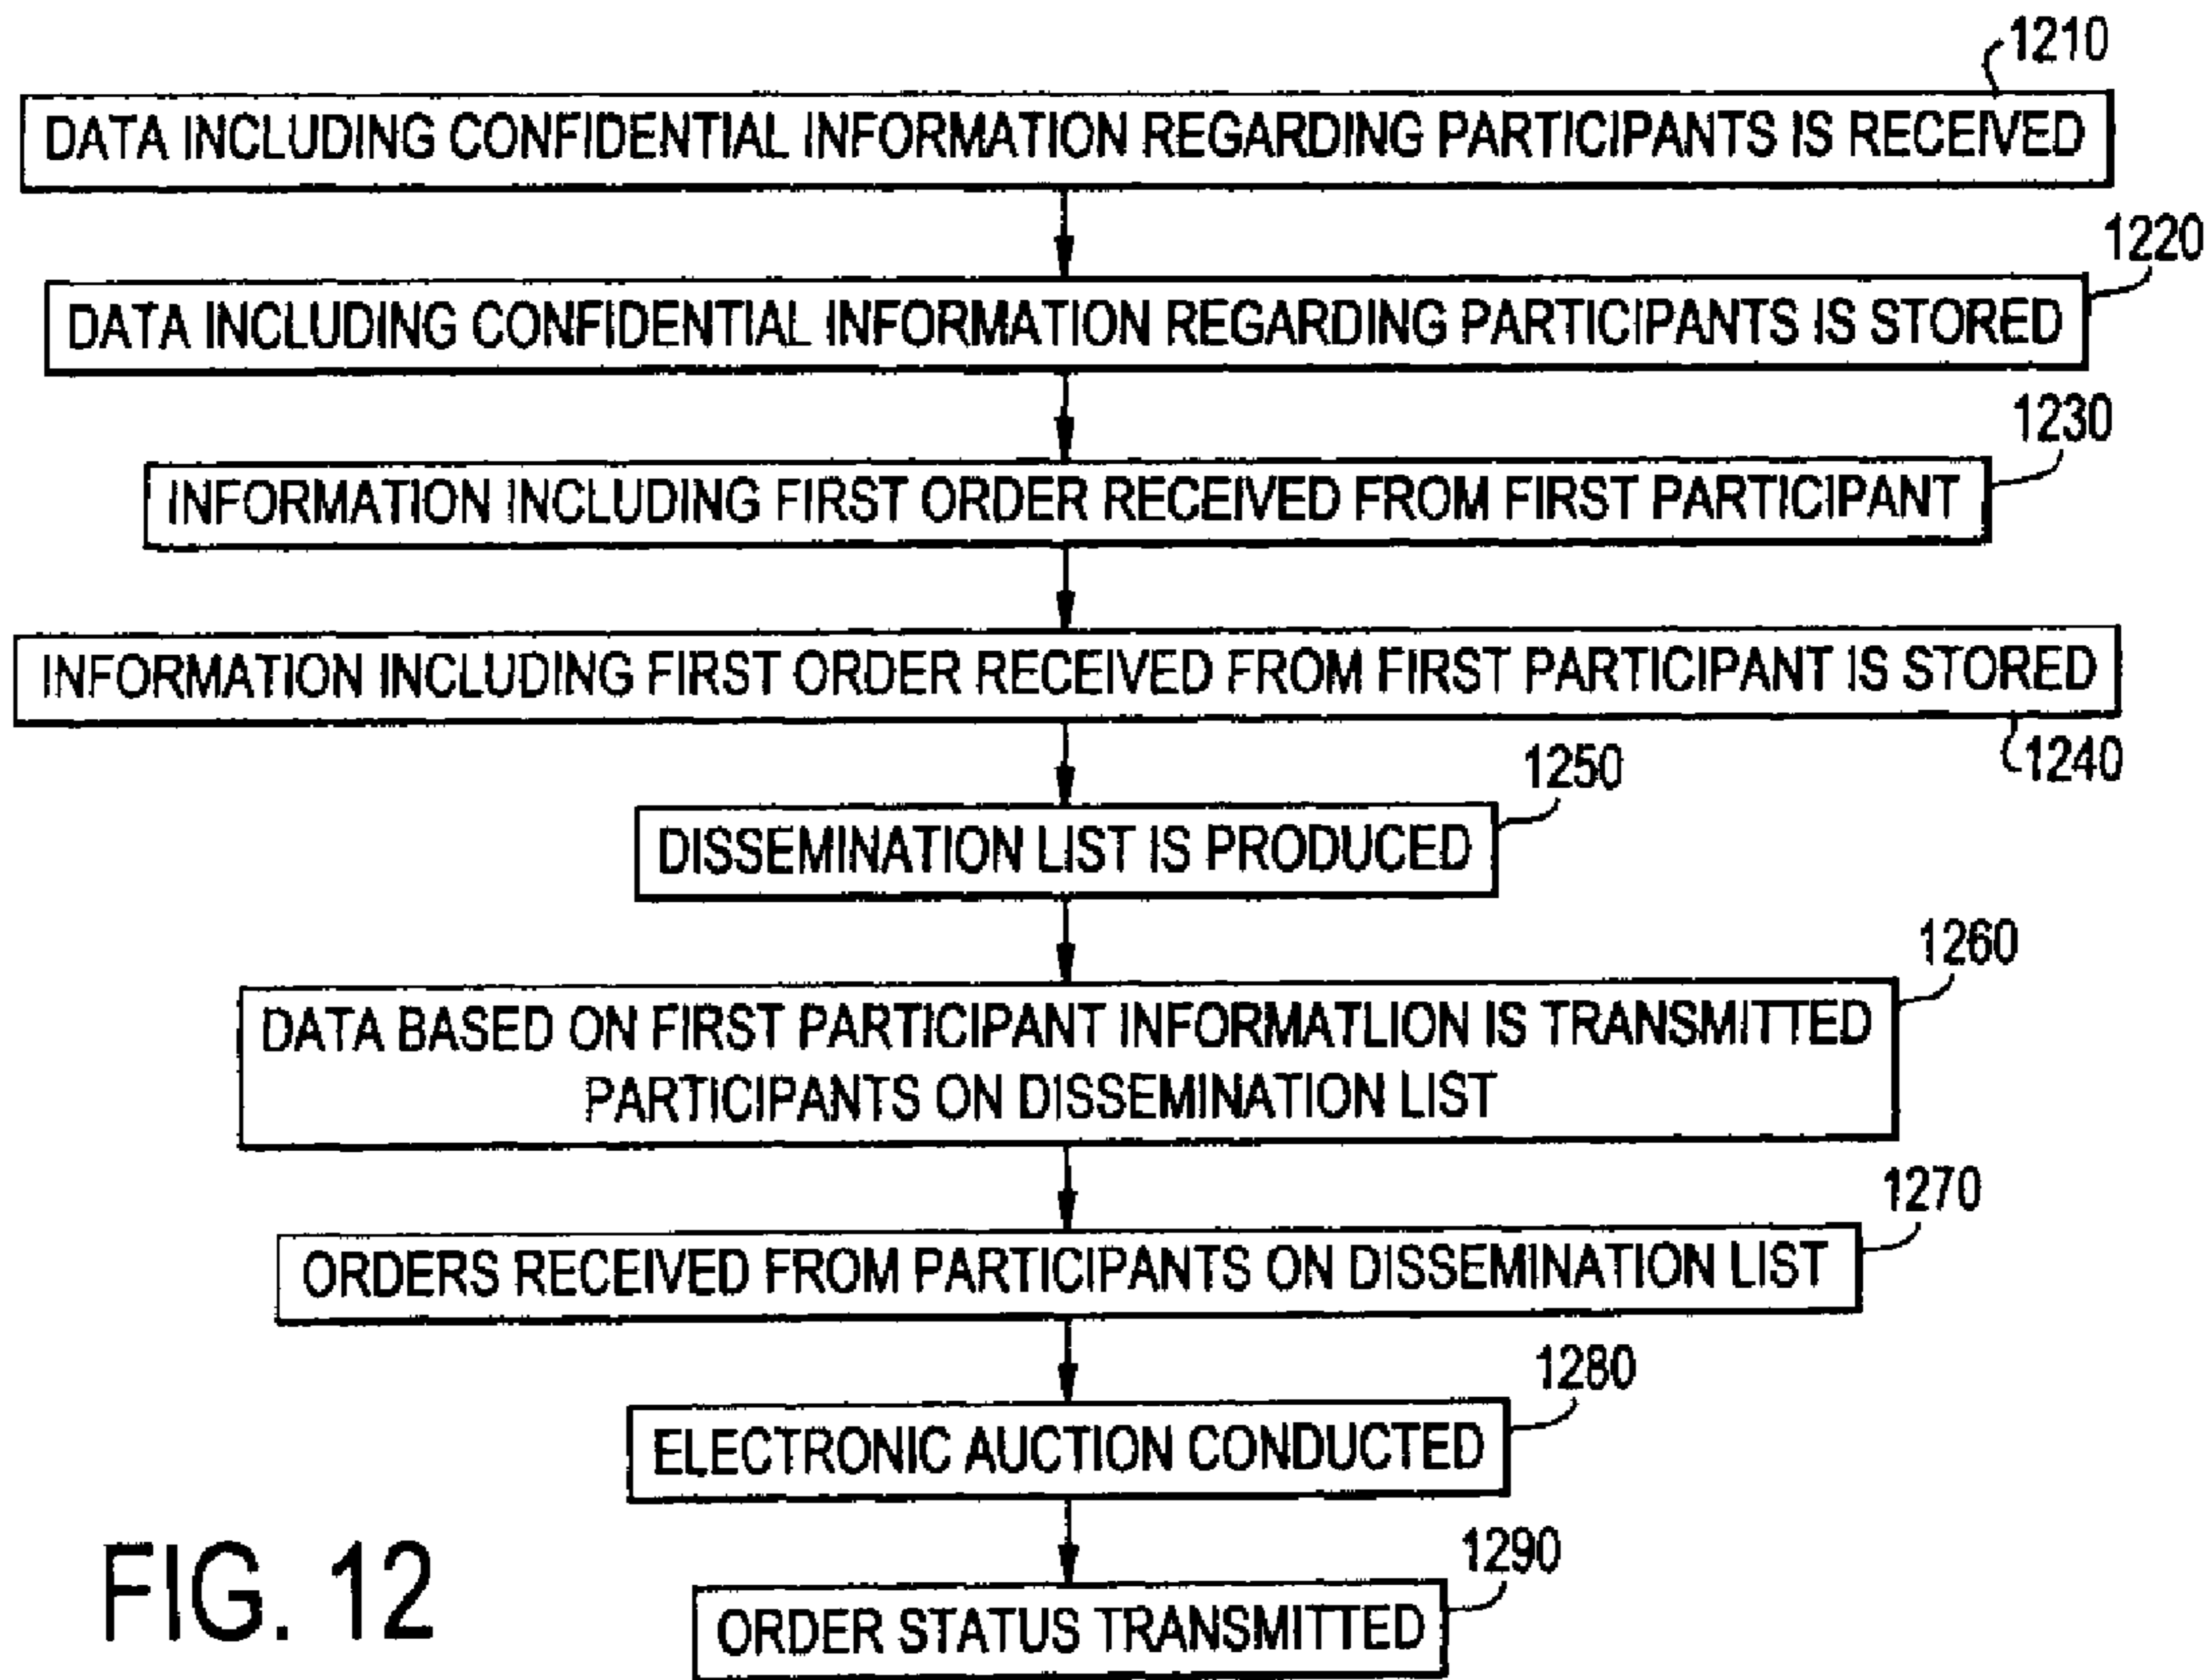 1210
DATA INCLUDING CONFIDENTIAL INFORMATION REGARDING PARTICIPANTS IS RECEIVED
1220
DATA INCLUDING CONFIDENTIAL INFORMATION REGARDING PARTICIPANTS IS STORED
1230
INFORMATION INCLUDING FIRST ORDER RECEIVED FROM FIRST PARTICIPANT
INFORMATION INCLUDING FIRST ORDER RECEIVED FROM FIRST PARTICIPANT IS STORED
1240
1250
DISSEMINATION LIST IS PRODUCED
1260
DATA BASED ON FIRST PARTICIPANT INFORMATLION IS TRANSMITTED
PARTICIPANTS ON DISSEMINATION LIST
1270
ORDERS RECEIVED FROM PARTICIPANTS ON DISSEMINATION LIST
1280
ELECTRONIC AUCTION CONDUCTED
1290
ORDER STATUS TRANSMITTED
FIG. 12